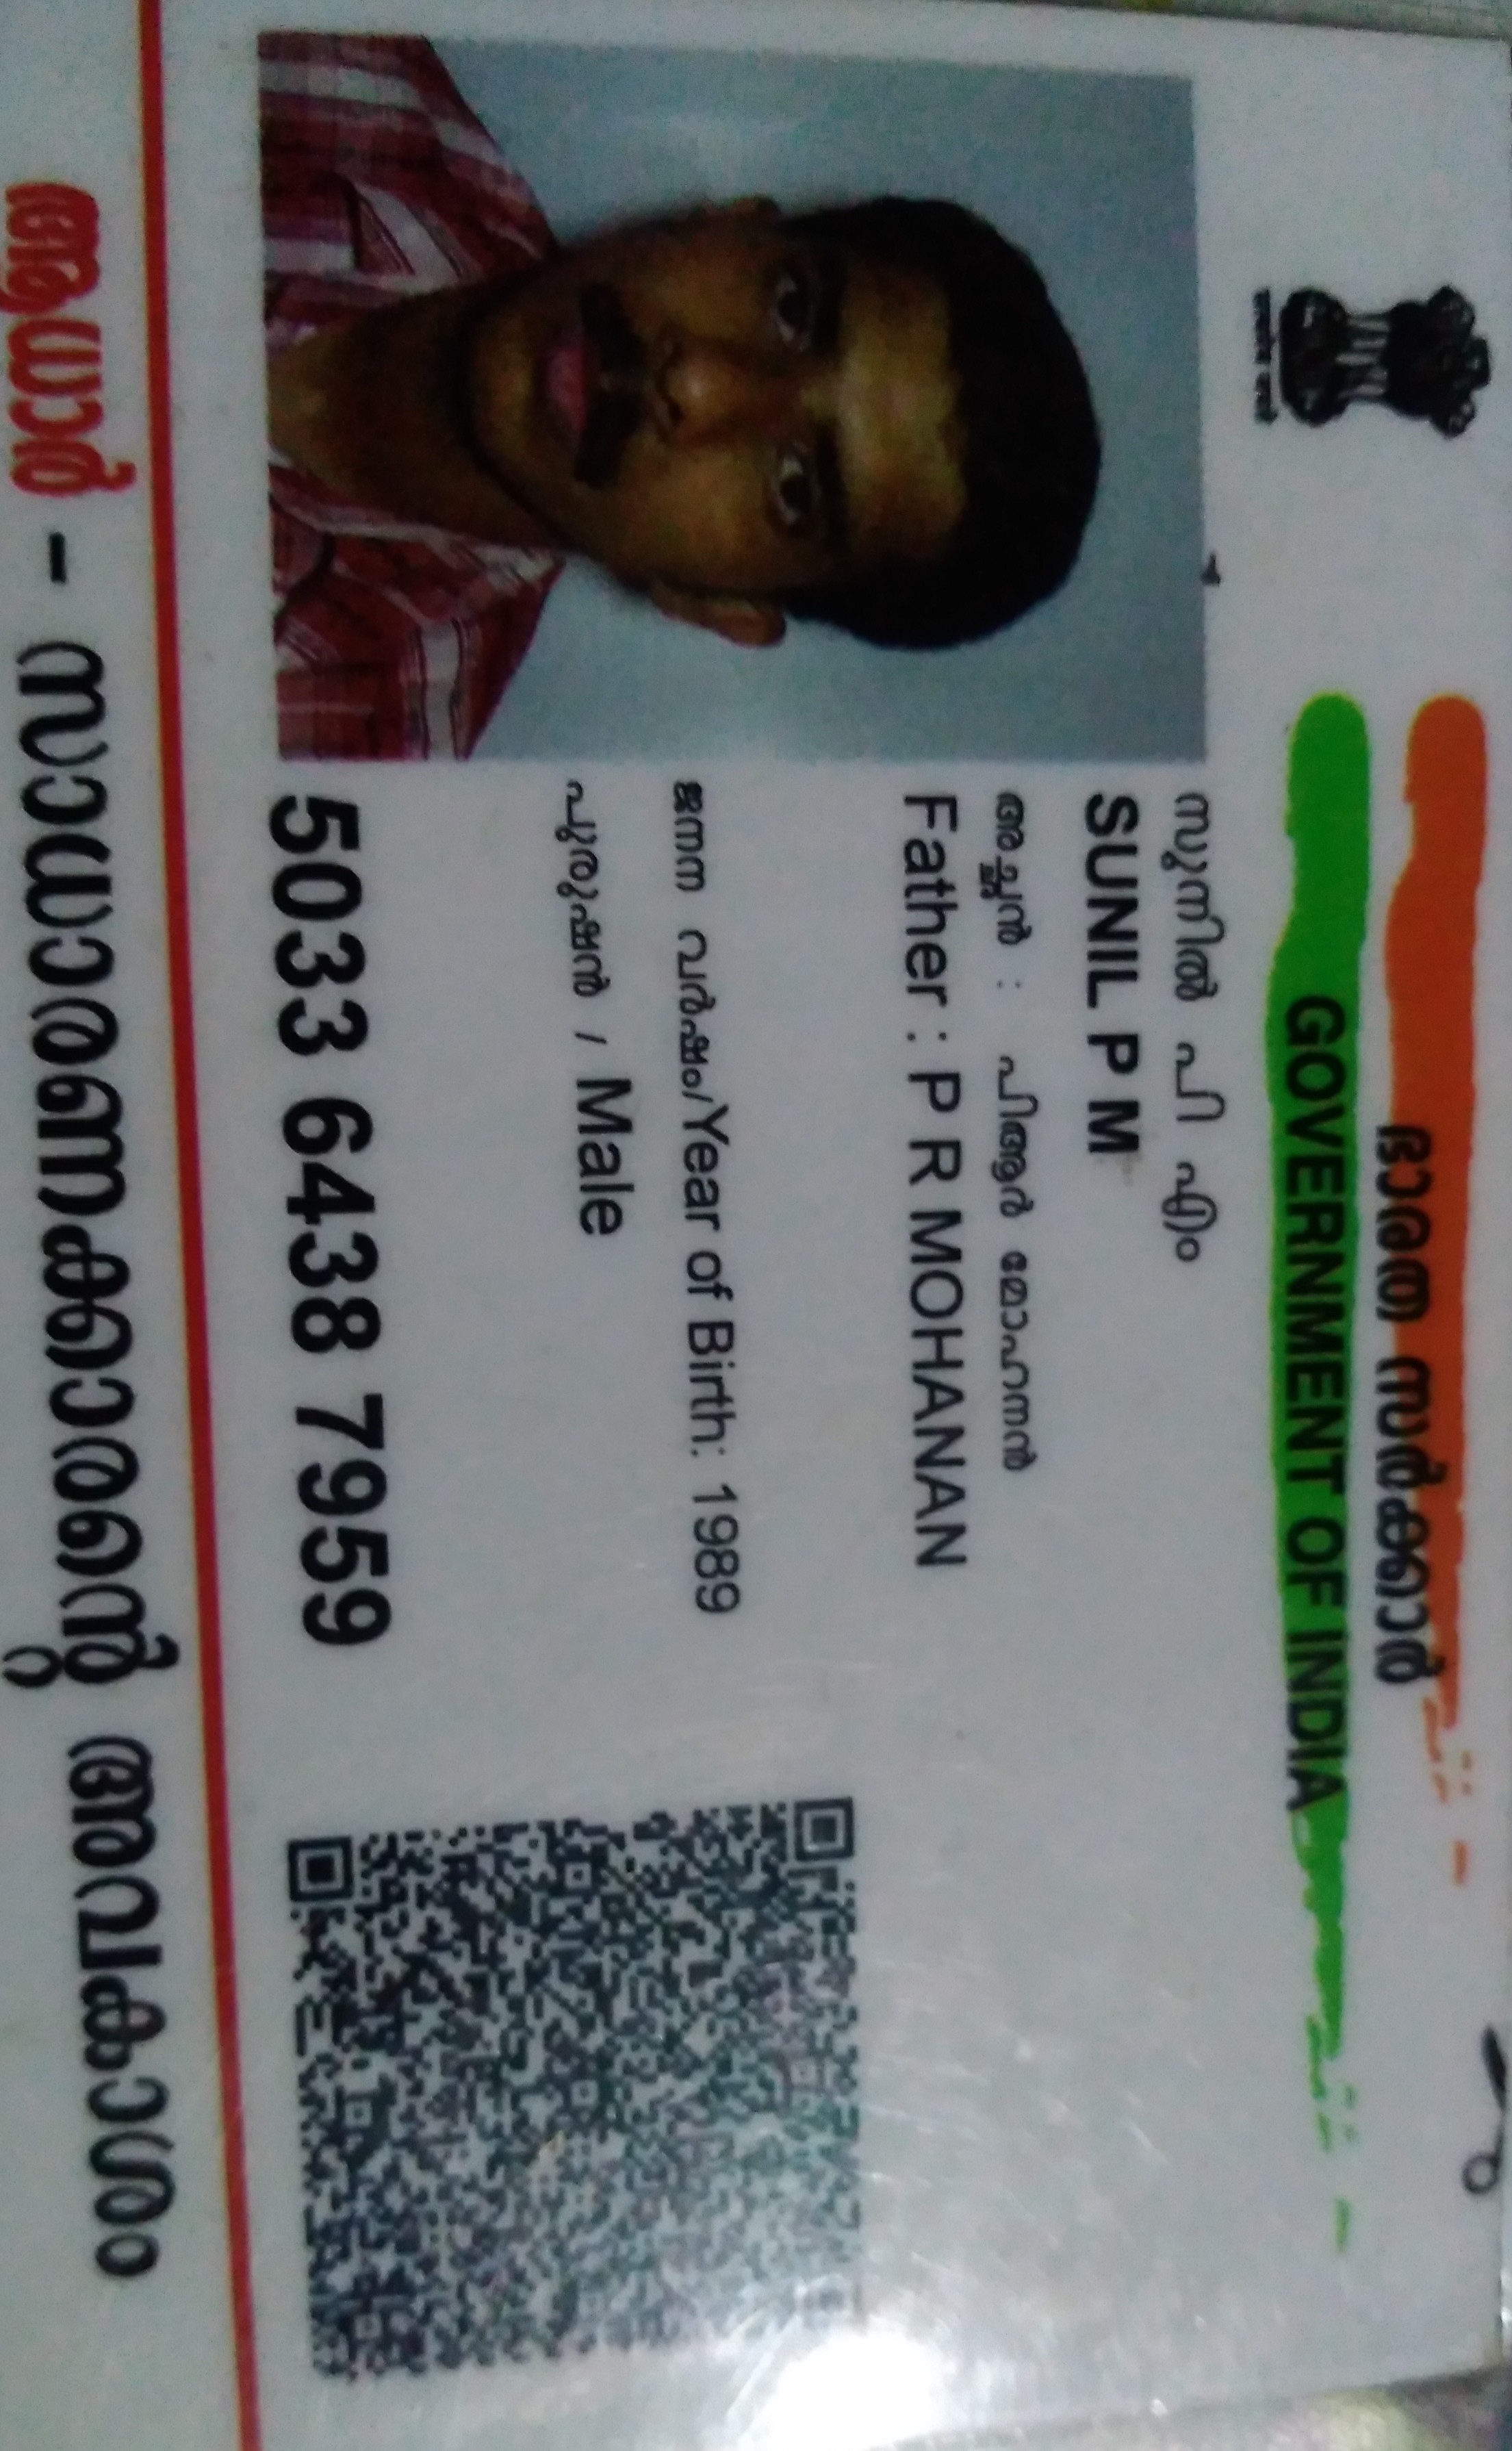 ഭാരത സർക്കാർ
GOVERNMENT OF INDIA
സുനിൽ പി എം
SUNIL P M
അച്ഛൻ : പിആർ മോഹനൻ
Father : P R MOHANAN
ജനന വർഷം/Year of Birth: 1989
പുരുഷൻ / Male
5033 6438 7959
ആധാർ - സാധാരണക്കാരന്റെ അവകാശം